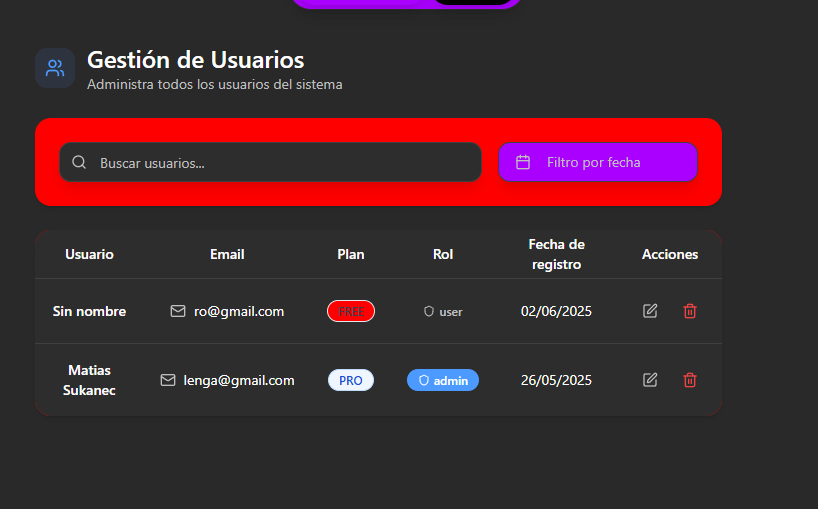 Gestión de Usuarios
Administra todos los usuarios del sistema
Buscar usuarios...
Filtro por fecha
Usuario Email Plan Rol Fecha de registro Acciones
Sin nombre ro@gmail.com FREE user 02/06/2025
Matias Sukanec lenga@gmail.com PRO admin 26/05/2025